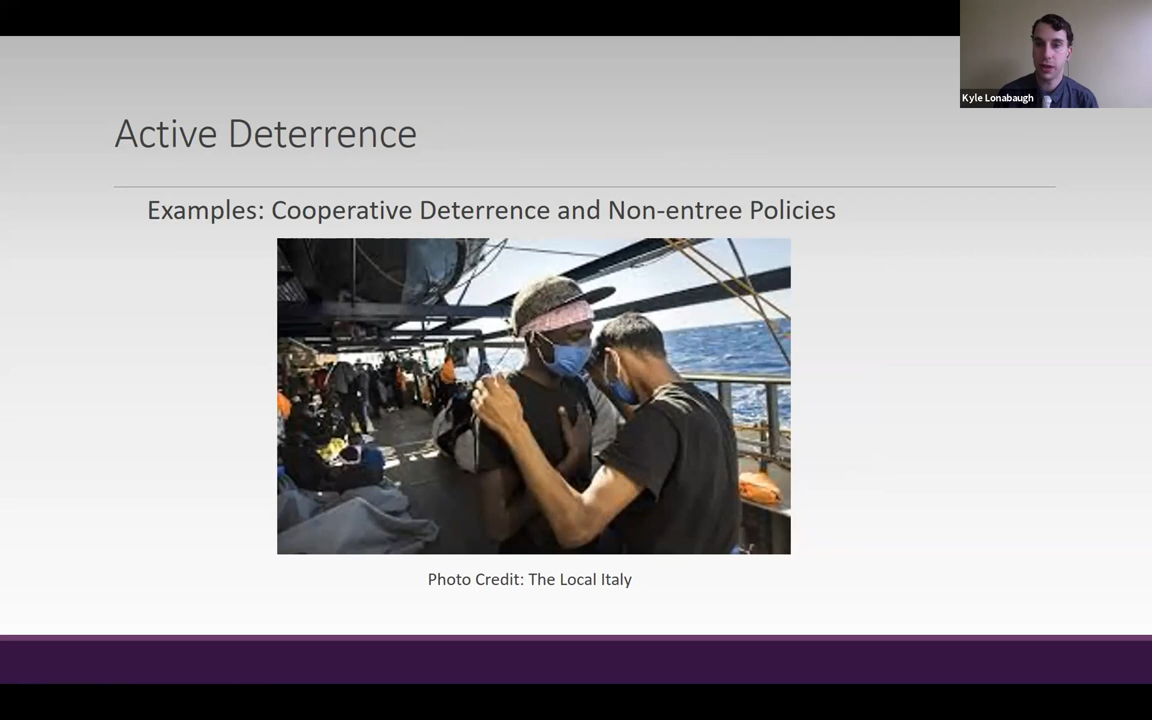 Kyle Lonabaugh
Active Deterrence
Examples: Cooperative Deterrence and Non-entree Policies
Photo Credit: The Local Italy